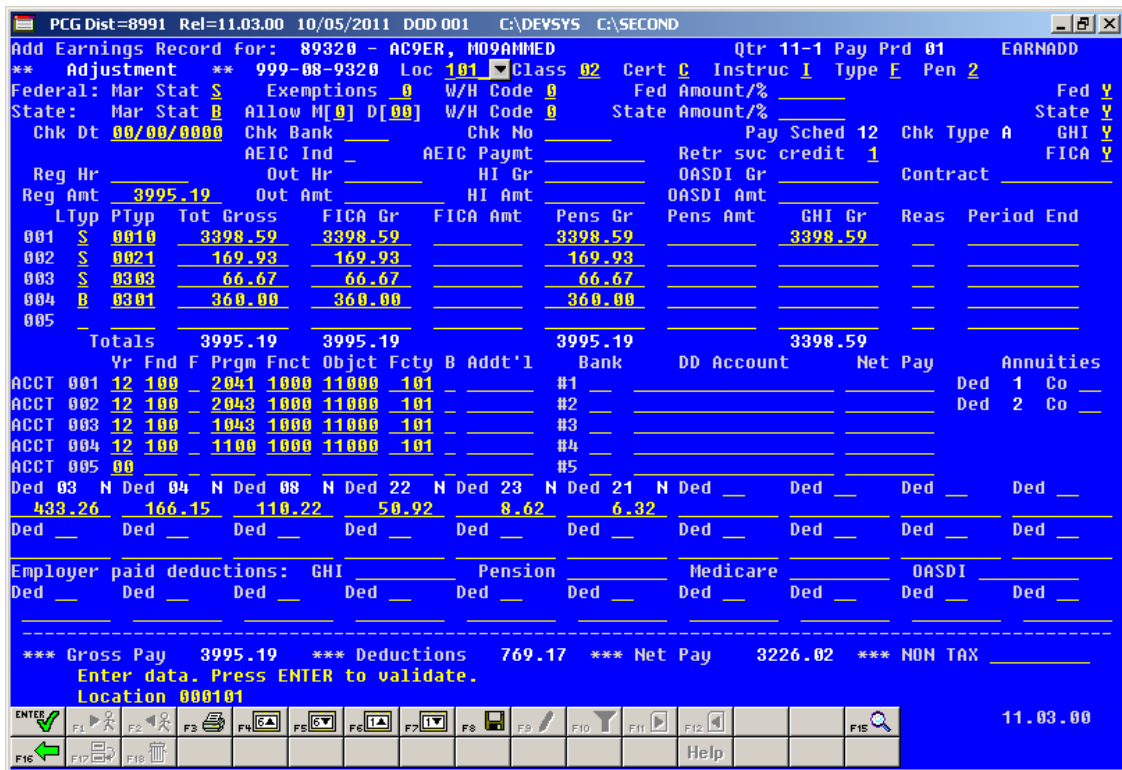 PCG Dist=8991 Rel=11.03.00 10/05/2011 DOD 001 C:\DEVSYS C:\SECOND
Add Earnings Record for: 89320 - AC9ER, MO9AMMED Qtr 11-1 Pay Prd 01 EARNADD
** Adjustment ** 999-08-9320 Loc 101 Class 02 Cert C Instruc I Type F Pen 2
Federal: Mar Stat S Exemptions 0 W/H Code 0 Fed Amount/% Fed Y
State: Mar Stat B Allow M[0] D[00] W/H Code 0 State Amount/% State Y
Chk Dt 00/00/0000 Chk Bank Chk No Pay Sched 12 Chk Type A GHI Y
AEIC Ind AEIC Paymt Retr svc credit 1 FICA Y
Reg Hr Ovt Hr HI Gr OASDI Gr Contract
Reg Amt 3995.19 Ovt Amt HI Amt OASDI Amt
LTyp PTyp Tot Gross FICA Gr FICA Amt Pens Gr Pens Amt GHI Gr Reas Period End
001 S 0010 3398.59 3398.59 3398.59 3398.59
002 S 0021 169.93 169.93 169.93
003 S 0303 66.67 66.67 66.67
004 B 0301 360.00 360.00 360.00
005
Totals 3995.19 3995.19 3995.19 3398.59
Yr Fnd F Prgm Fnct Objct Fcty B Addt'l Bank DD Account Net Pay Annuities
ACCT 001 12 100 2041 1000 11000 101 #1 Ded 1 Co
ACCT 002 12 100 2043 1000 11000 101 #2 Ded 2 Co
ACCT 003 12 100 1043 1000 11000 101 #3
ACCT 004 12 100 1100 1000 11000 101 #4
ACCT 005 00 #5
Ded 03 N Ded 04 N Ded 08 N Ded 22 N Ded 23 N Ded 21 N Ded Ded Ded Ded
433.26 166.15 110.22 50.92 8.62 6.32
Ded Ded Ded Ded Ded Ded Ded Ded Ded Ded
Employer paid deductions: GHI Pension Medicare OASDI
Ded Ded Ded Ded Ded Ded Ded Ded Ded Ded
*** Gross Pay 3995.19 *** Deductions 769.17 *** Net Pay 3226.02 *** NON TAX
Enter data. Press ENTER to validate.
Location 000101
ENTER F1 F2 F3 F4 6 F5 6 F6 1 F7 1 F8 F9 F10 F11 F12 F15 11.03.00
F16 F17 F18 Help